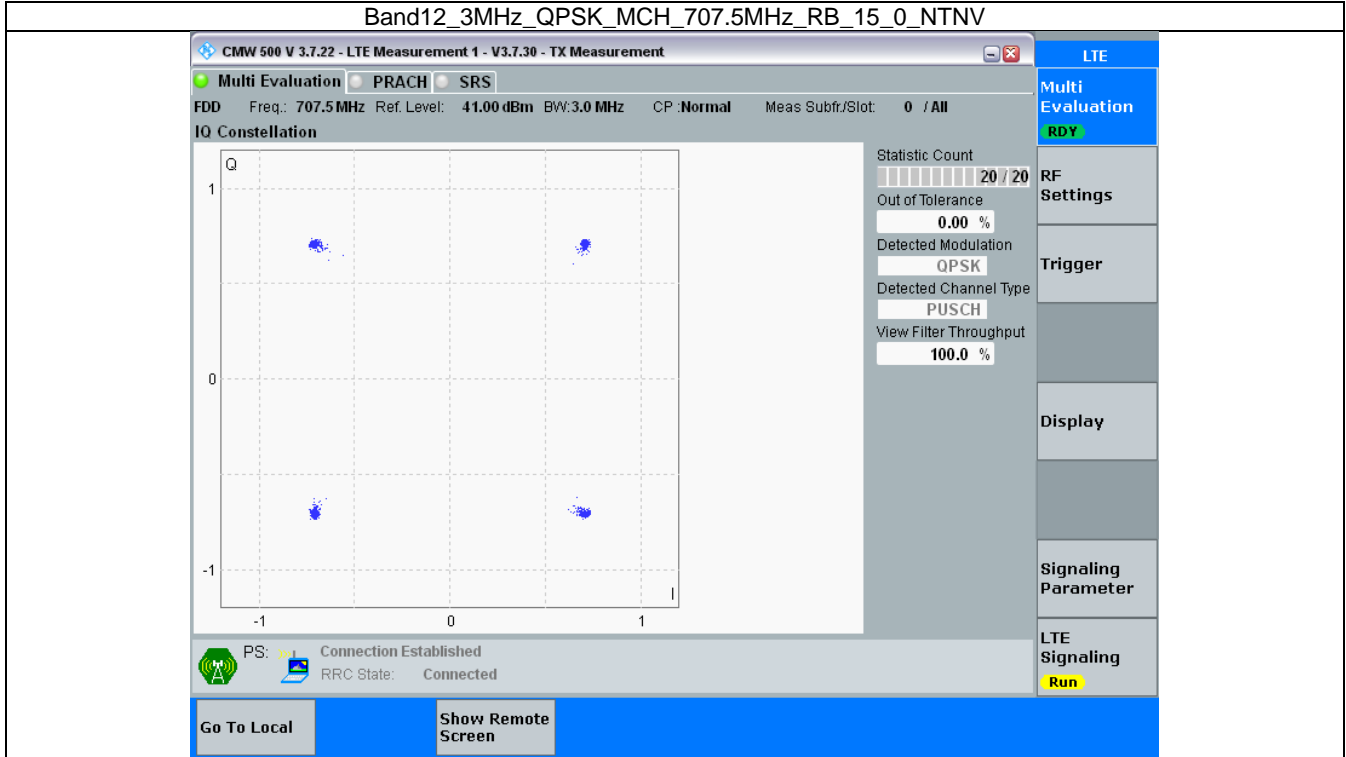 Band12_3MHz_QPSK_MCH_707.5MHz_RB_15_0_NTNV
CMW 500 V 3.7.22 - LTE Measurement 1 - V3.7.30 - TX Measurement
LTE
Multi Evaluation PRACH SRS
Multi
Evaluation
RDY
FDD Freq.: 707.5 MHz Ref. Level: 41.00 dBm BW:3.0 MHz CP :Normal Meas Subfr./Slot: 0 / All
IQ Constellation
Q
1
0
-1
-1 0 1
I
Statistic Count
20 / 20
Out of Tolerance
0.00 %
Detected Modulation
QPSK
Detected Channel Type
PUSCH
View Filter Throughput
100.0 %
RF
Settings
Trigger
Display
Signaling
Parameter
LTE
Signaling
Run
PS: Connection Established
RRC State: Connected
Go To Local
Show Remote
Screen